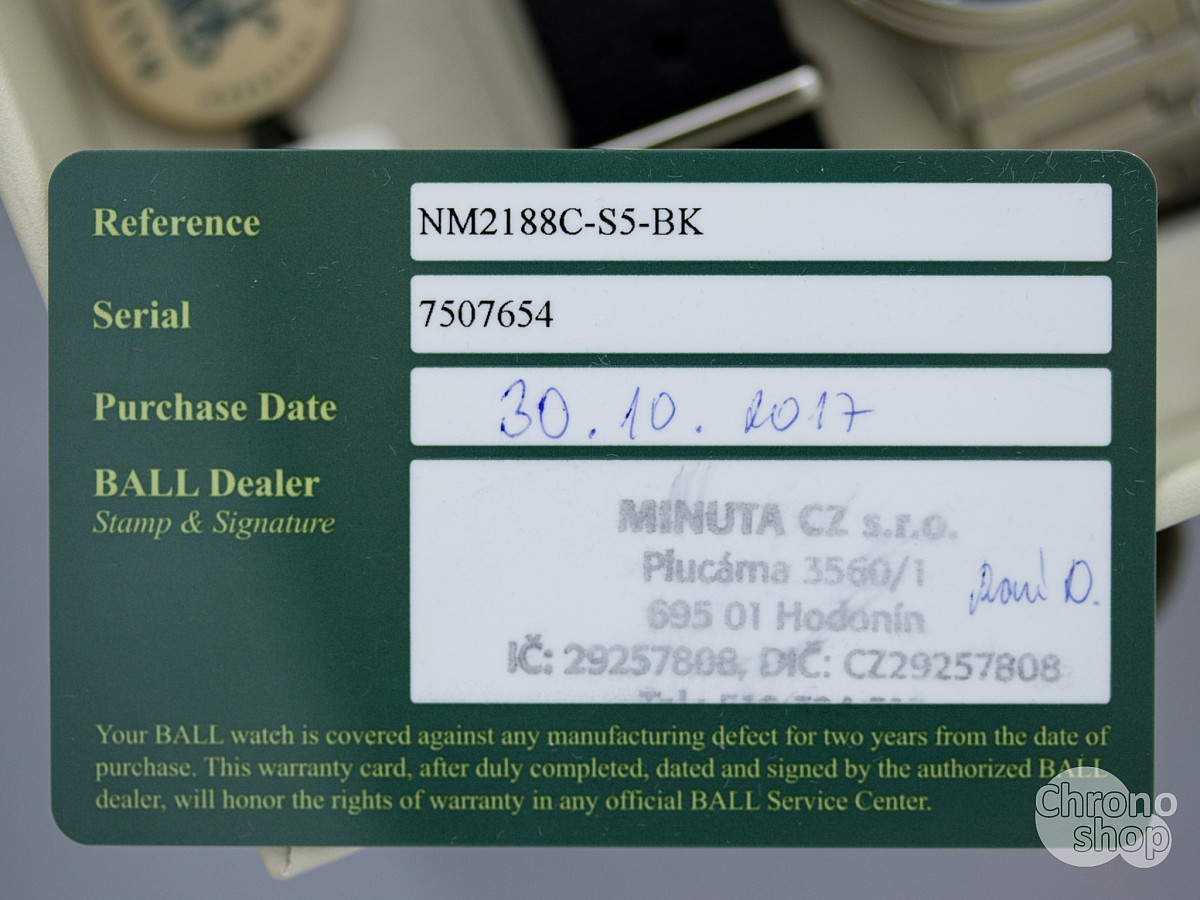 Reference
NM2188C-S5-BK
Serial
7507654
Purchase Date
30.10.2017
BALL Dealer
Stamp & Signature
MINUTA CZ s.r.o.
Plucárna 3560/1
695 01 Hodonín
IČ: 29257808, DIČ: CZ29257808
Your BALL watch is covered against any manufacturing defect for two years from the date of
purchase. This warranty card, after duly completed, dated and signed by the authorized BALL
dealer, will honor the rights of warranty in any official BALL Service Center.
Chrono
shop